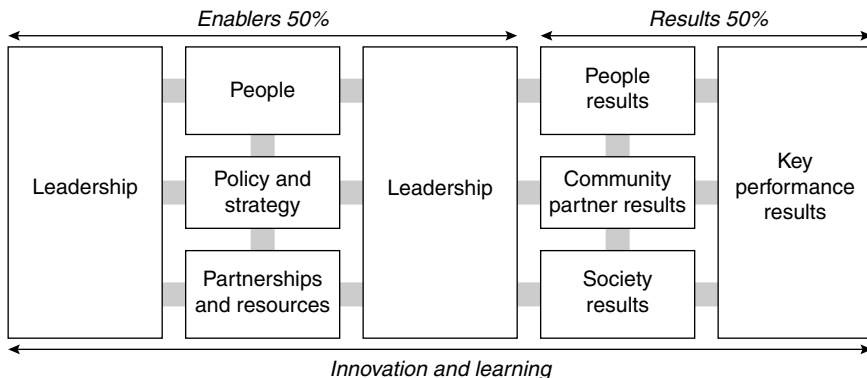 Enablers 50%
Results 50%
Leadership
People
Policy and
strategy
Partnerships
and resources
Leadership
People
results
Community
partner results
Society
results
Key
performance
results
Innovation and learning